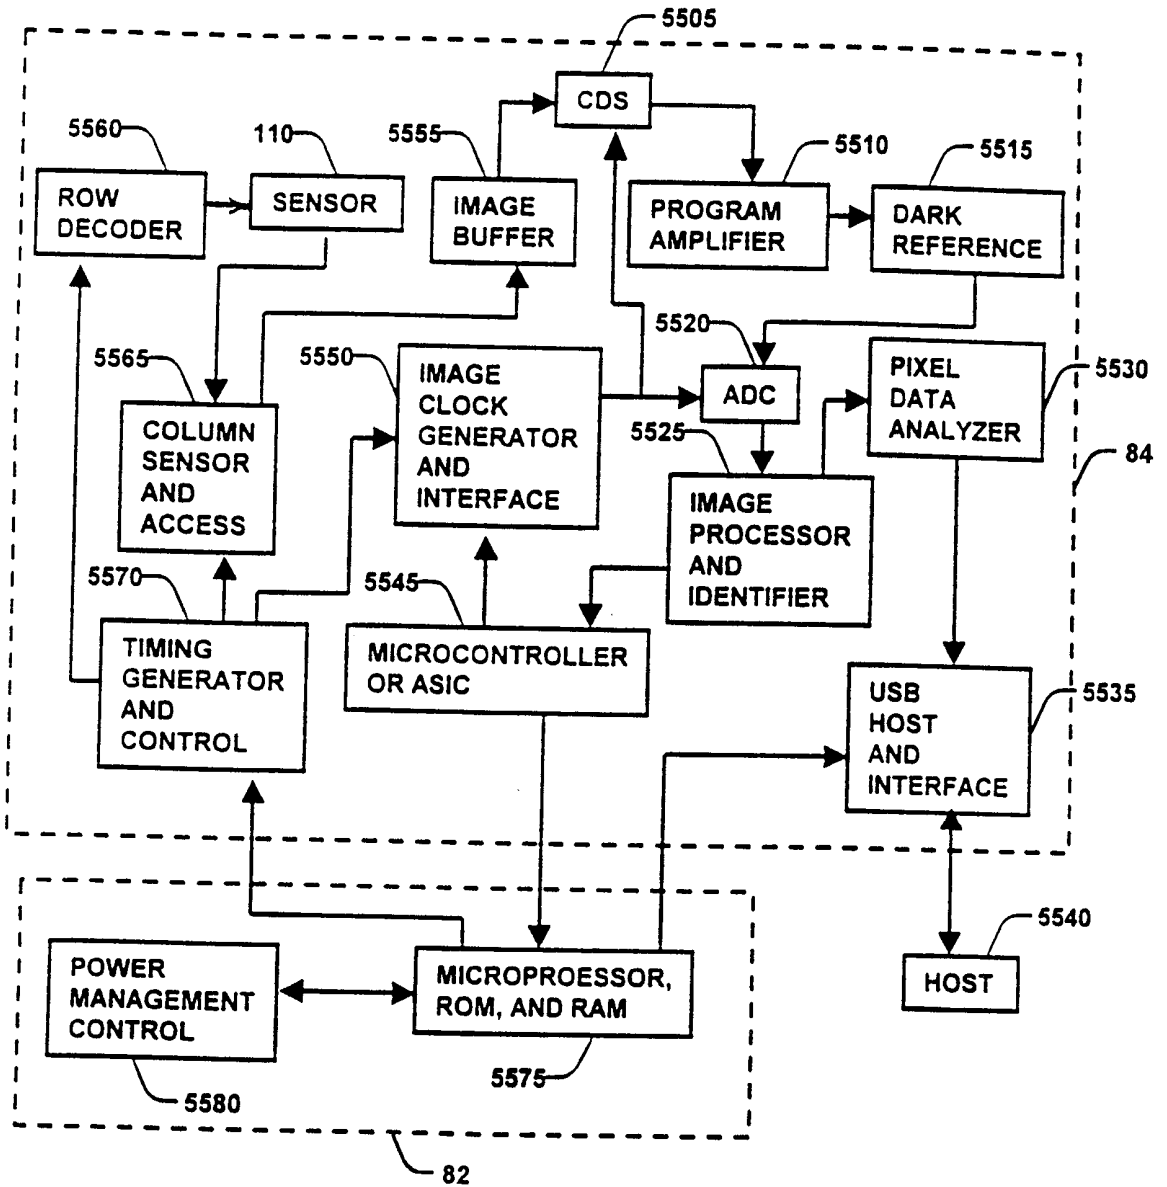 5505
CDS
5560
110
5555
5510
5515
ROW
DECODER
SENSOR
IMAGE
BUFFER
PROGRAM
AMPLIFIER
DARK
REFERENCE
5565
5550
5520
5530
COLUMN
SENSOR
AND
ACCESS
IMAGE
CLOCK
GENERATOR
AND
INTERFACE
ADC
PIXEL
DATA
ANALYZER
5525
84
IMAGE
PROCESSOR
AND
IDENTIFIER
5570
5545
TIMING
GENERATOR
AND
CONTROL
MICROCONTROLLER
OR ASIC
USB
HOST
AND
INTERFACE
5535
5540
HOST
POWER
MANAGEMENT
CONTROL
MICROPROESSOR,
ROM, AND RAM
5575
5580
82